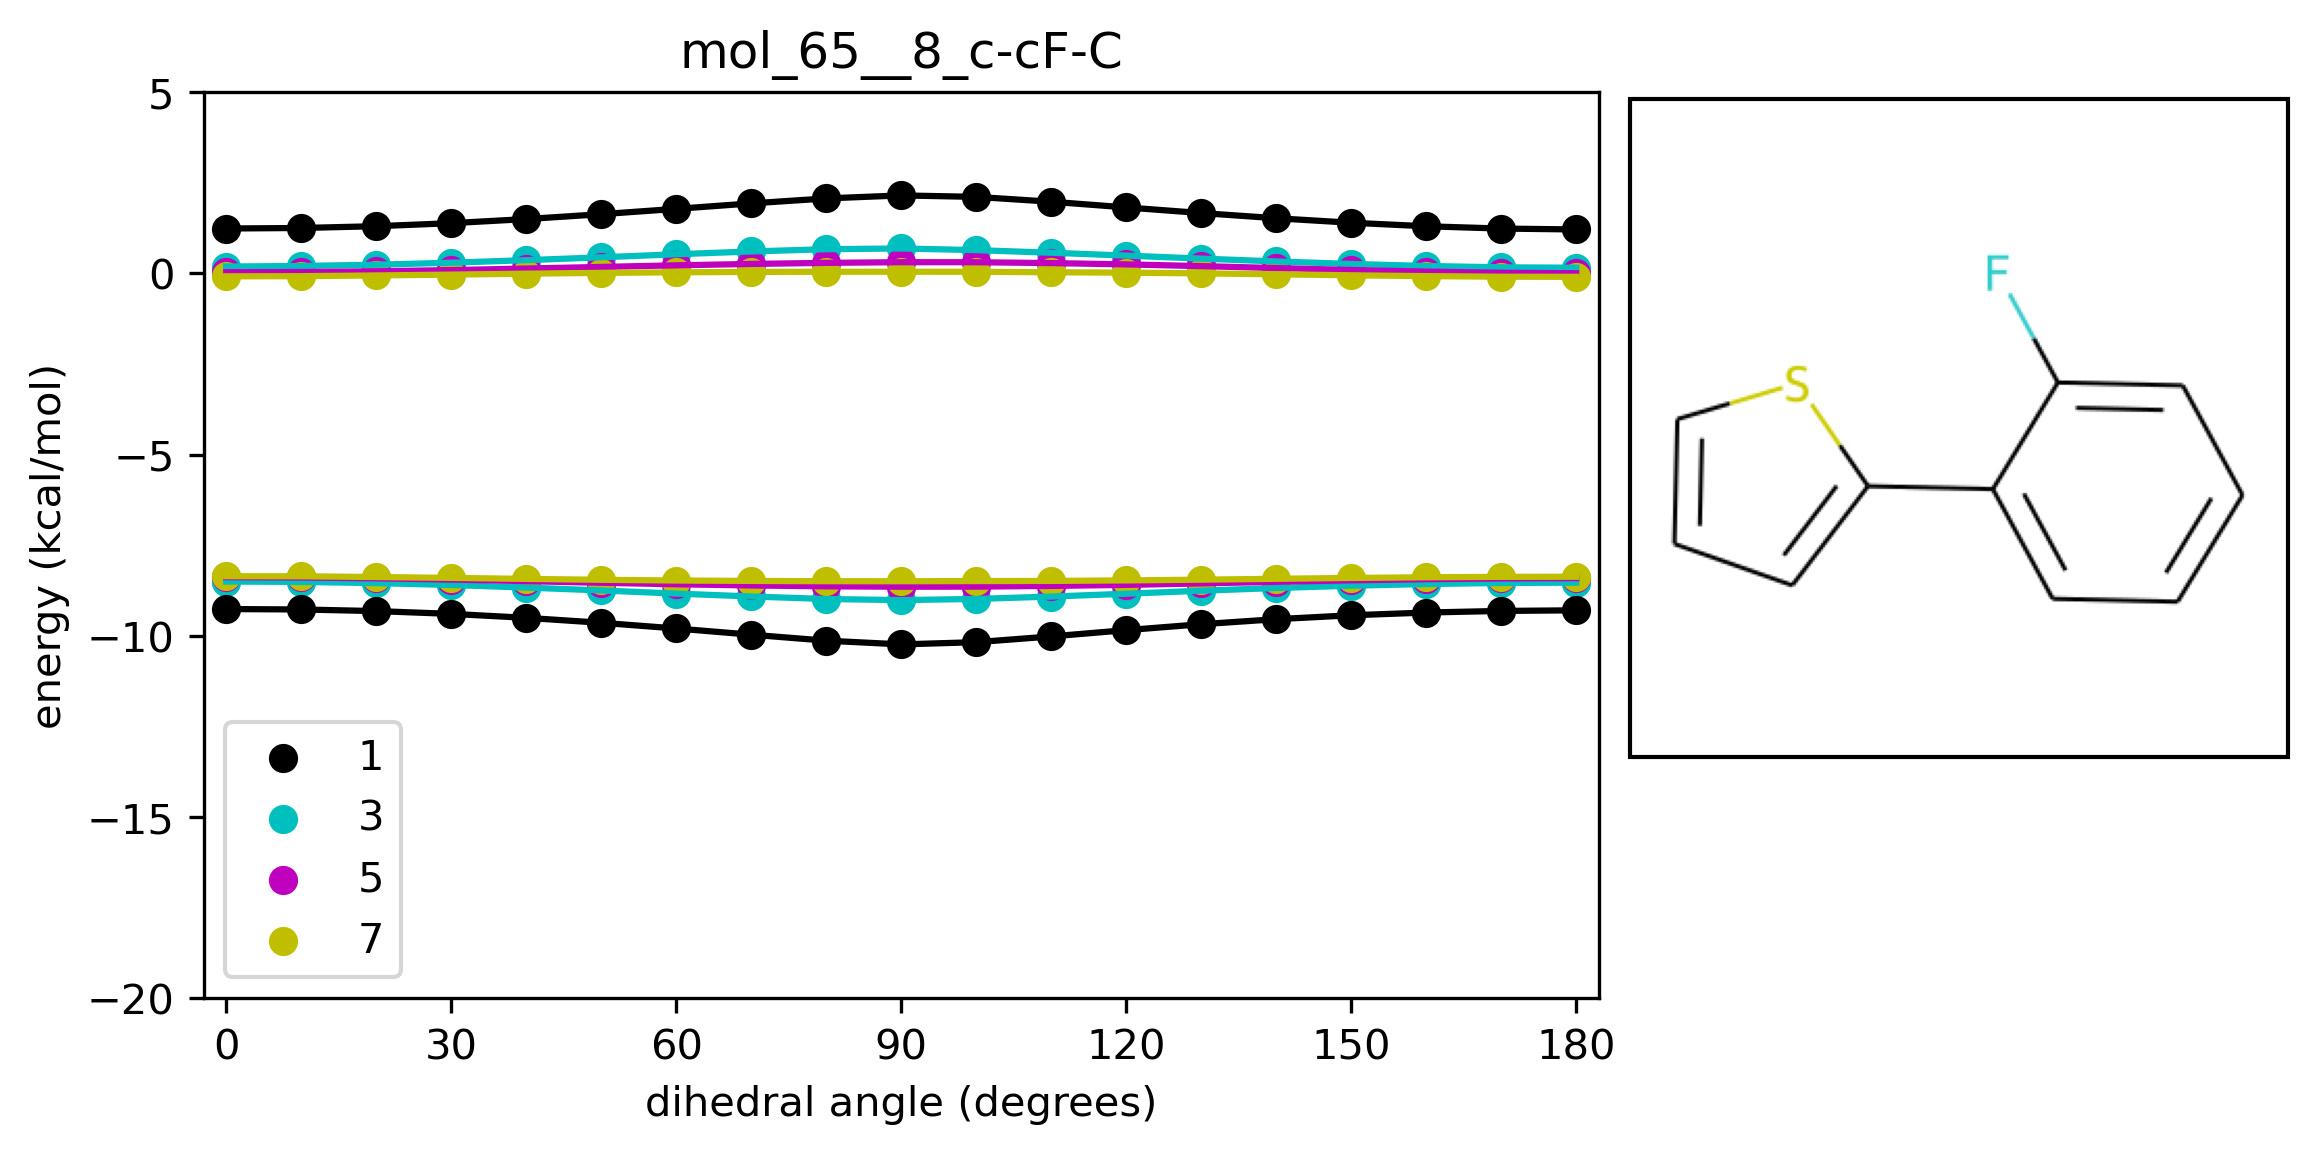 mol_65__8_c-cF-C
energy (kcal/mol)
5
0
−5
−10
−15
−20
1
3
5
7
0 30 60 90 120 150 180
dihedral angle (degrees)
F
S